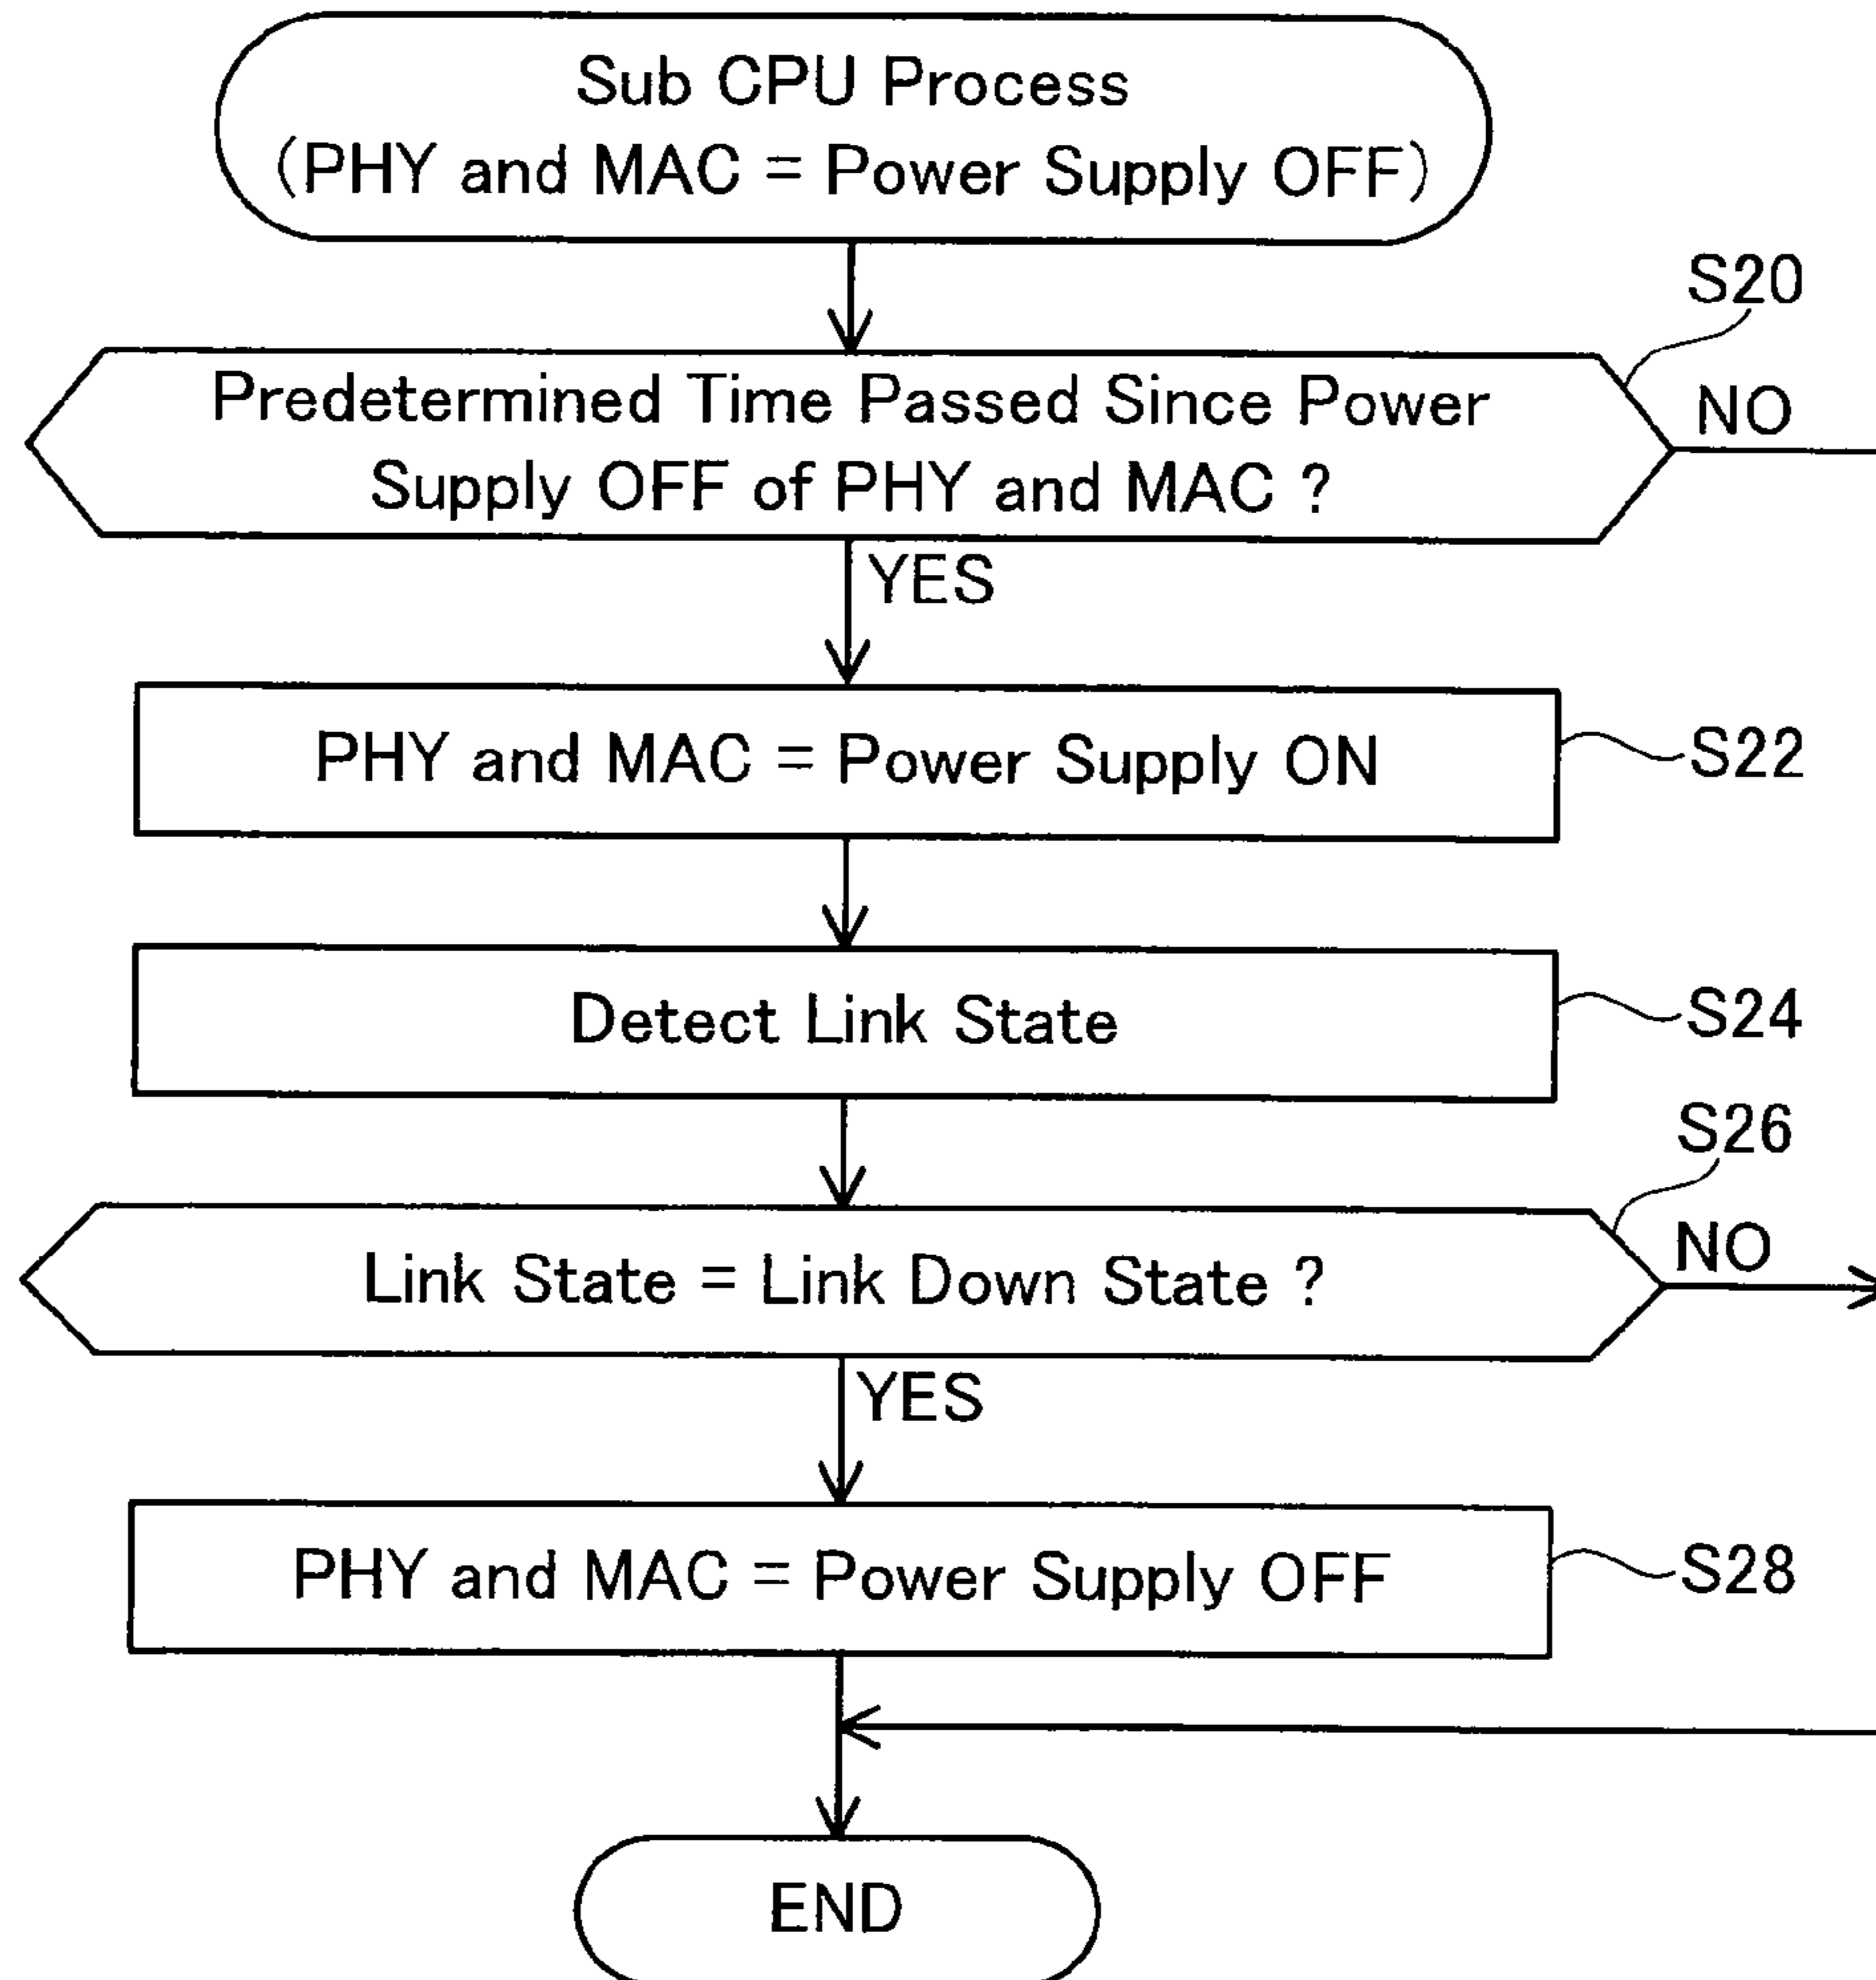 Sub CPU Process
(PHY and MAC = Power Supply OFF)
S20
Predetermined Time Passed Since Power
Supply OFF of PHY and MAC ?
NO
YES
PHY and MAC = Power Supply ON
S22
Detect Link State
S24
S26
Link State = Link Down State ?
NO
YES
PHY and MAC = Power Supply OFF
S28
END